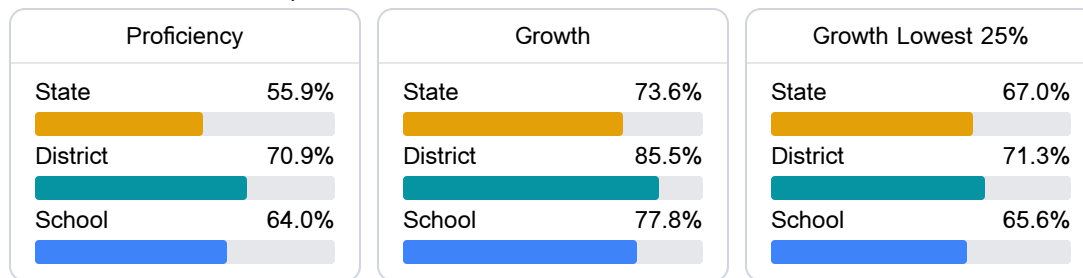 Proficiency
State 55.9%
District 70.9%
School 64.0%
Growth
State 73.6%
District 85.5%
School 77.8%
Growth Lowest 25%
State 67.0%
District 71.3%
School 65.6%